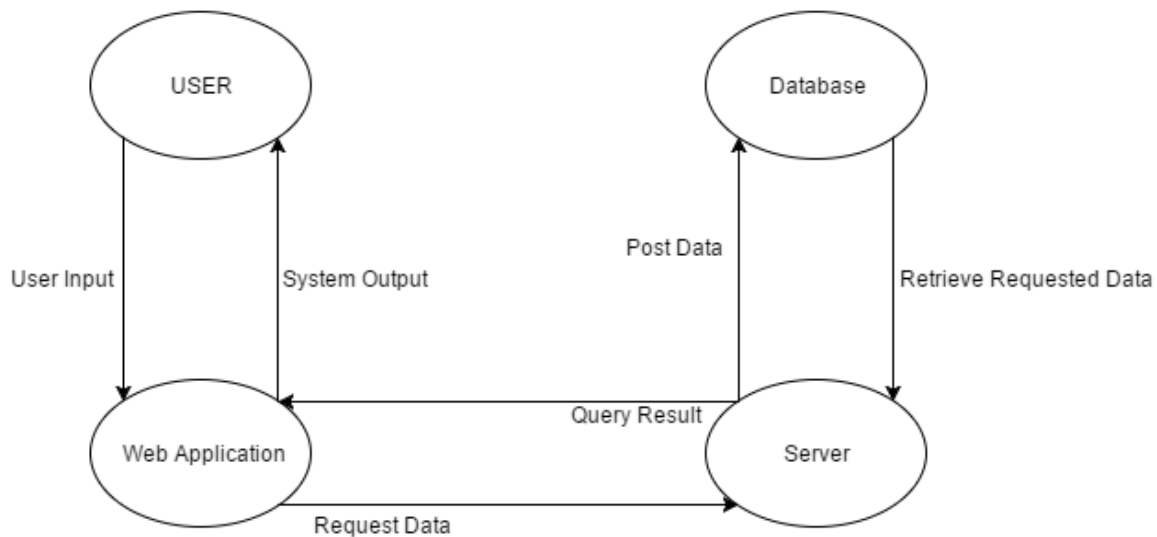 USER
Database
Post Data
User Input
System Output
Retrieve Requested Data
Query Result
Web Application
Server
Request Data